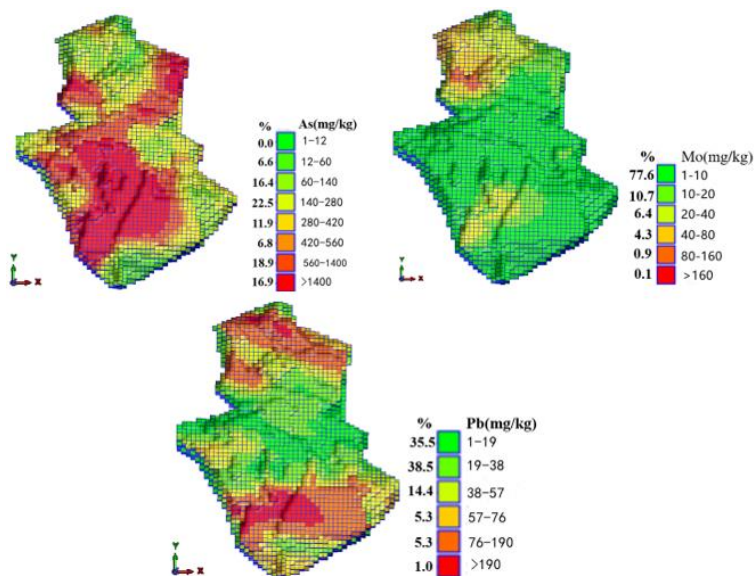 % As(mg/kg)
0.0 1-12
6.6 12-60
16.4 60-140
22.5 140-280
11.9 280-420
6.8 420-560
18.9 560-1400
16.9 >1400
Y
X
% Mo(mg/kg)
77.6 1-10
10.7 10-20
6.4 20-40
4.3 40-80
0.9 80-160
0.1 >160
Y
X
% Pb(mg/kg)
35.5 1-19
38.5 19-38
14.4 38-57
5.3 57-76
5.3 76-190
1.0 >190
Y
X